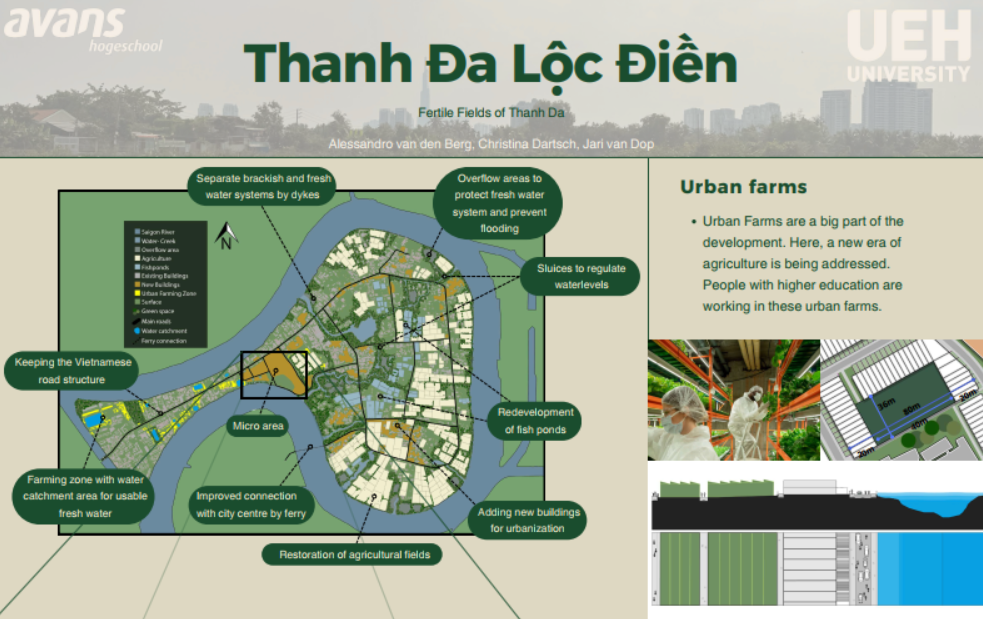 avans
hogeschool
UEH
UNIVERSITY
Thanh Đa Lộc Điền
Fertile Fields of Thanh Da
Alessandro van den Berg, Christina Dartsch, Jari van Dop
Separate brackish and fresh
water systems by dykes
Overflow areas to
protect fresh water
system and prevent
flooding
Sluices to regulate
waterlevels
N
Saigon River
Water- Creek
Overflow area
Agriculture
Fishponds
Existing Buildings
New Buildings
Urban Farming Zone
Surface
Green space
Main roads
Water catchment
Ferry connection
Keeping the Vietnamese
road structure
Micro area
Redevelopment
of fish ponds
Farming zone with water
catchment area for usable
fresh water
Improved connection
with city centre by ferry
Adding new buildings
for urbanization
Restoration of agricultural fields
Urban farms
• Urban Farms are a big part of the
development. Here, a new era of
agriculture is being addressed.
People with higher education are
working in these urban farms.
36m
80m
20m
40m
20m